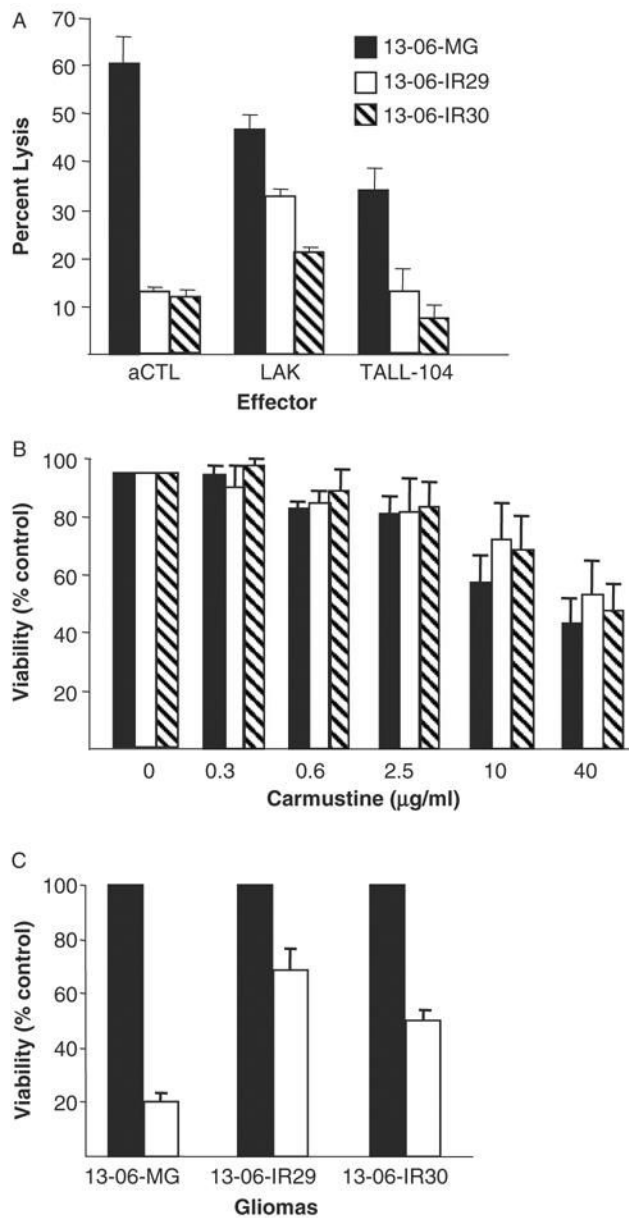 A
70
60
50
40
30
20
10
Percent Lysis
13-06-MG
13-06-IR29
13-06-IR30
aCTL LAK TALL-104
Effector
B
100
80
60
40
20
Viability (% control)
0 0.3 0.6 2.5 10 40
Carmustine (μg/ml)
C
100
80
60
40
20
Viability (% control)
13-06-MG 13-06-IR29 13-06-IR30
Gliomas